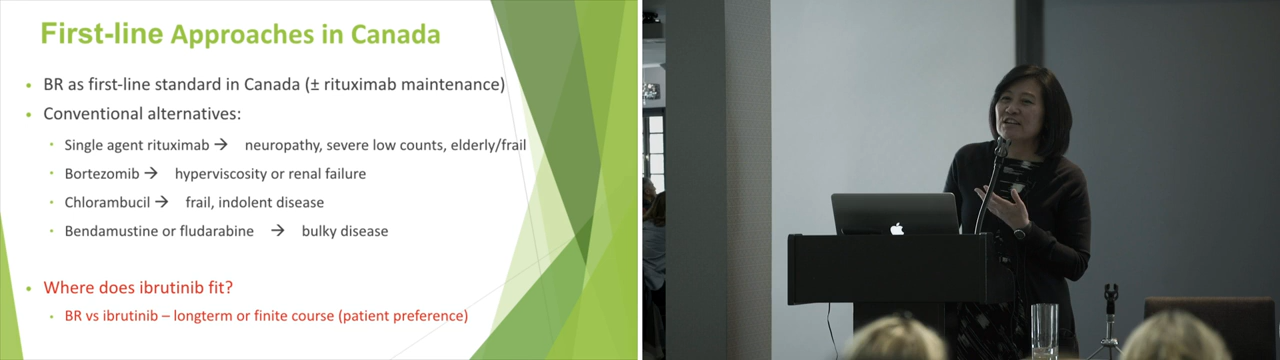 First-line Approaches in Canada
• BR as first-line standard in Canada (± rituximab maintenance)
• Conventional alternatives:
• Single agent rituximab → neuropathy, severe low counts, elderly/frail
• Bortezomib → hyperviscosity or renal failure
• Chlorambucil → frail, indolent disease
• Bendamustine or fludarabine → bulky disease
• Where does ibrutinib fit?
• BR vs ibrutinib – longterm or finite course (patient preference)